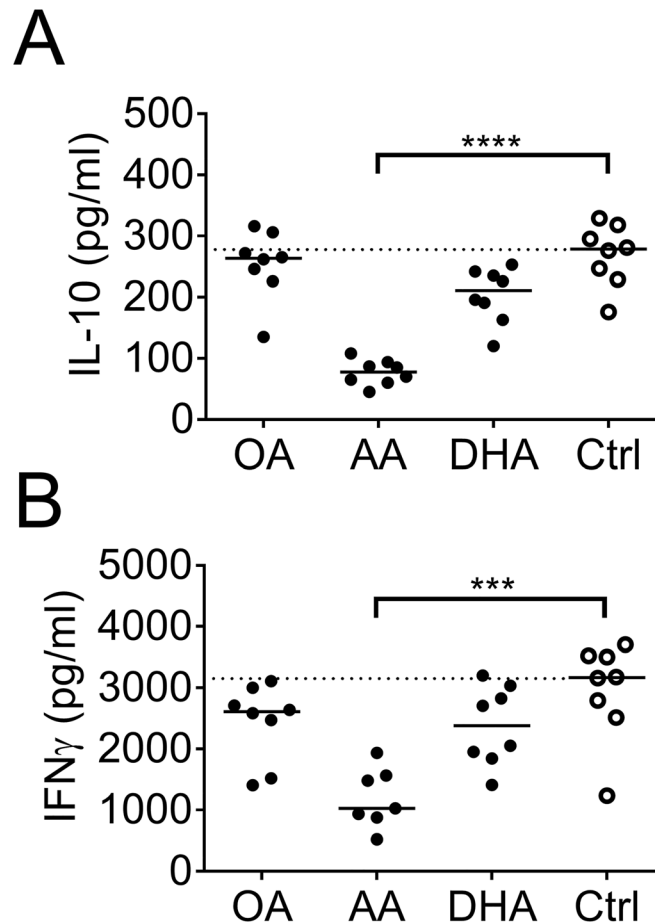 A
IL-10 (pg/ml)
500
400
300
200
100
0
****
OA AA DHA Ctrl
B
IFNγ (pg/ml)
5000
4000
3000
2000
1000
0
***
OA AA DHA Ctrl